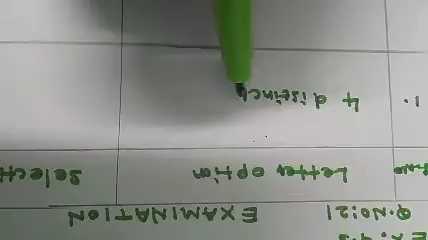 Q.NO:21 EXAMINATION
Letter option Select
1. 4 distinct